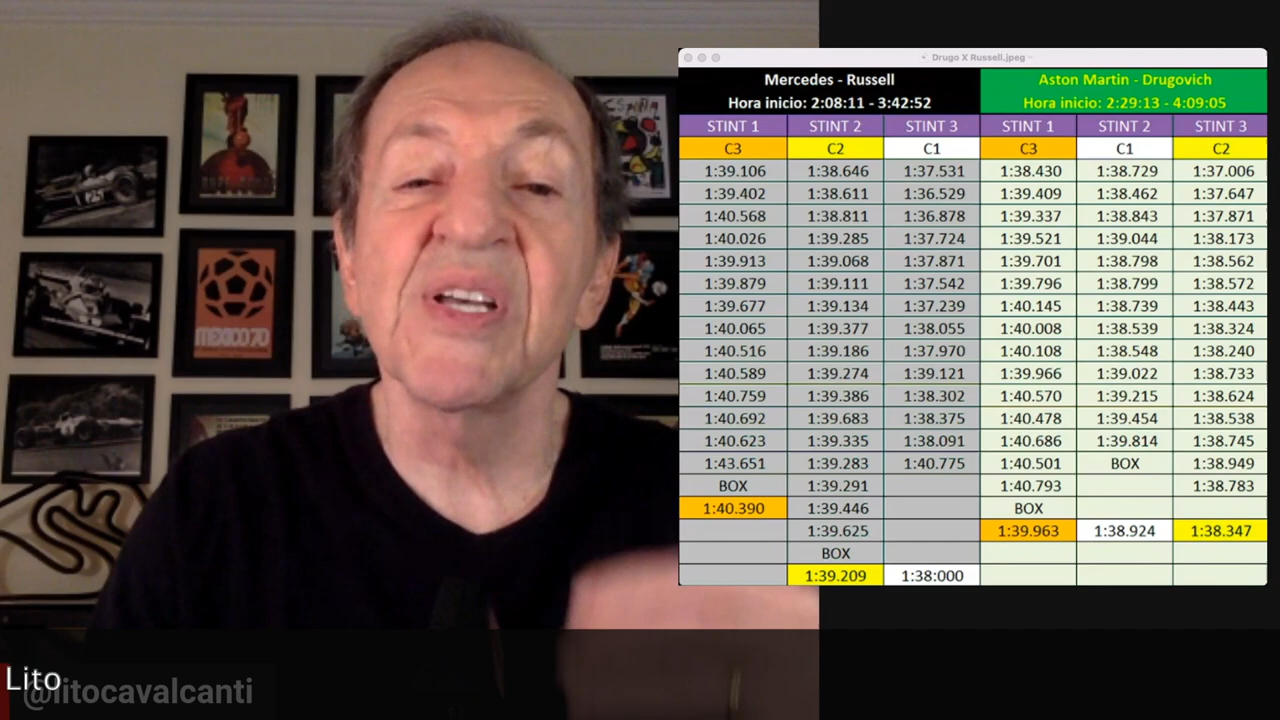 Drugo X Russell.jpeg
Mercedes - Russell Aston Martin - Drugovich
Hora inicio: 2:08:11 - 3:42:52 Hora inicio: 2:29:13 - 4:09:05
STINT 1 STINT 2 STINT 3 STINT 1 STINT 2 STINT 3
C3 C2 C1 C3 C1 C2
1:39.106 1:38.646 1:37.531 1:38.430 1:38.729 1:37.006
1:39.402 1:38.611 1:36.529 1:39.409 1:38.462 1:37.647
1:40.568 1:38.811 1:36.878 1:39.337 1:38.843 1:37.871
1:40.026 1:39.285 1:37.724 1:39.521 1:39.044 1:38.173
1:39.913 1:39.068 1:37.871 1:39.701 1:38.798 1:38.562
1:39.879 1:39.111 1:37.542 1:39.796 1:38.799 1:38.572
1:39.677 1:39.134 1:37.239 1:40.145 1:38.739 1:38.443
1:40.065 1:39.377 1:38.055 1:40.008 1:38.539 1:38.324
1:40.516 1:39.186 1:37.970 1:40.108 1:38.548 1:38.240
1:40.589 1:39.274 1:39.121 1:39.966 1:39.022 1:38.733
1:40.759 1:39.386 1:38.302 1:40.570 1:39.215 1:38.624
1:40.692 1:39.683 1:38.375 1:40.478 1:39.454 1:38.538
1:40.623 1:39.335 1:38.091 1:40.686 1:39.814 1:38.745
1:43.651 1:39.283 1:40.775 1:40.501 BOX 1:38.949
BOX 1:39.291 1:40.793 1:38.783
1:40.390 1:39.446 BOX
1:39.625 1:39.963 1:38.924 1:38.347
BOX
1:39.209 1:38:000
MEXICO70
Lito
@litocavalcanti